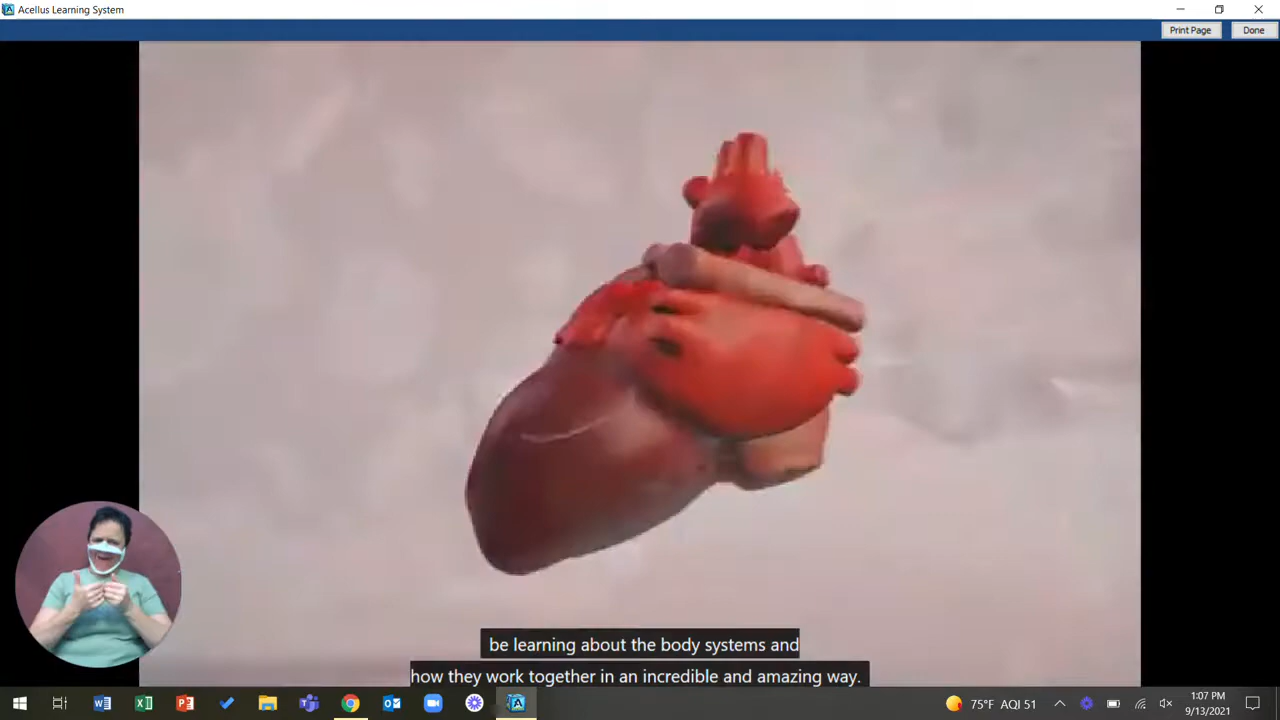 Acellus Learning System
Print Page
Done
be learning about the body systems and
how they work together in an incredible and amazing way.
75°F AQI 51
1:07 PM
9/13/2021